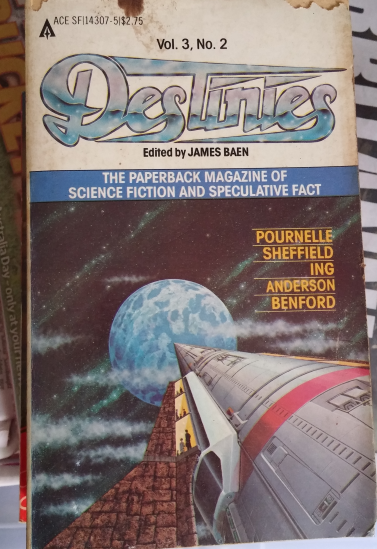 ACE SF|14307-5|$2.75
Vol. 3, No. 2
Destinies
Edited by JAMES BAEN
THE PAPERBACK MAGAZINE OF
SCIENCE FICTION AND SPECULATIVE FACT
POURNELLE
SHEFFIELD
ING
ANDERSON
BENFORD